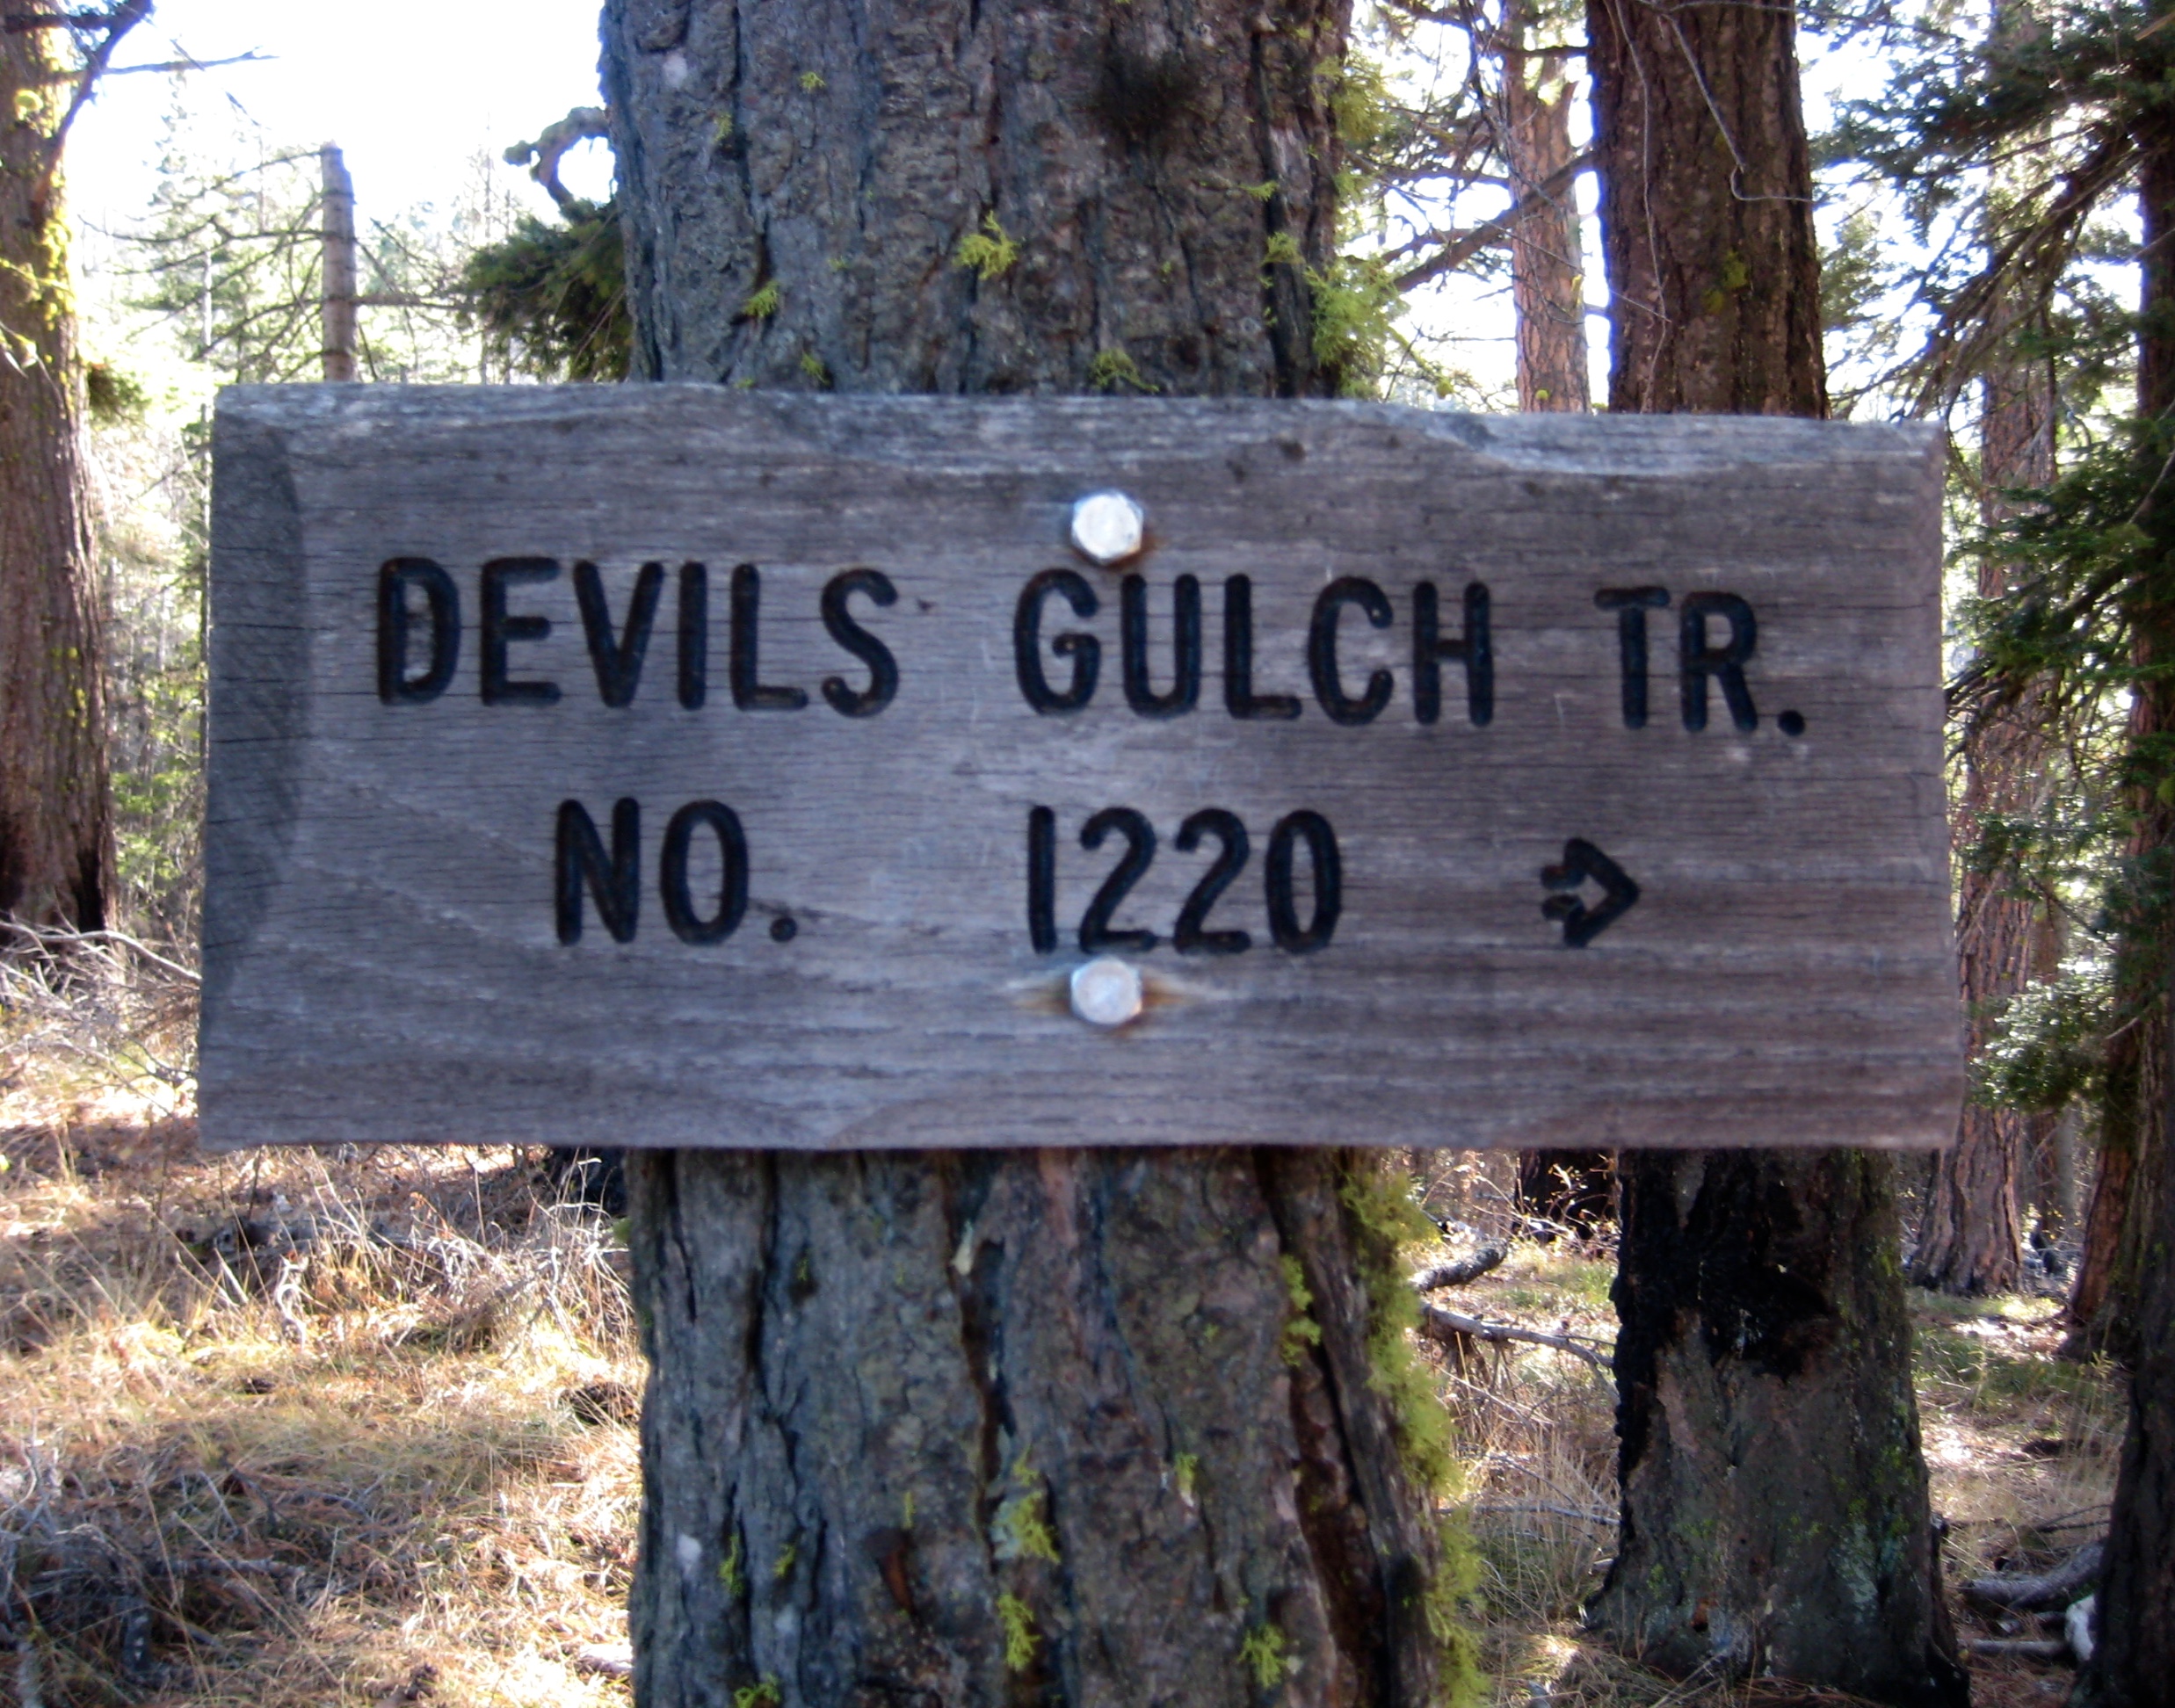 DEVILS GULCH TR.
NO. 1220 →